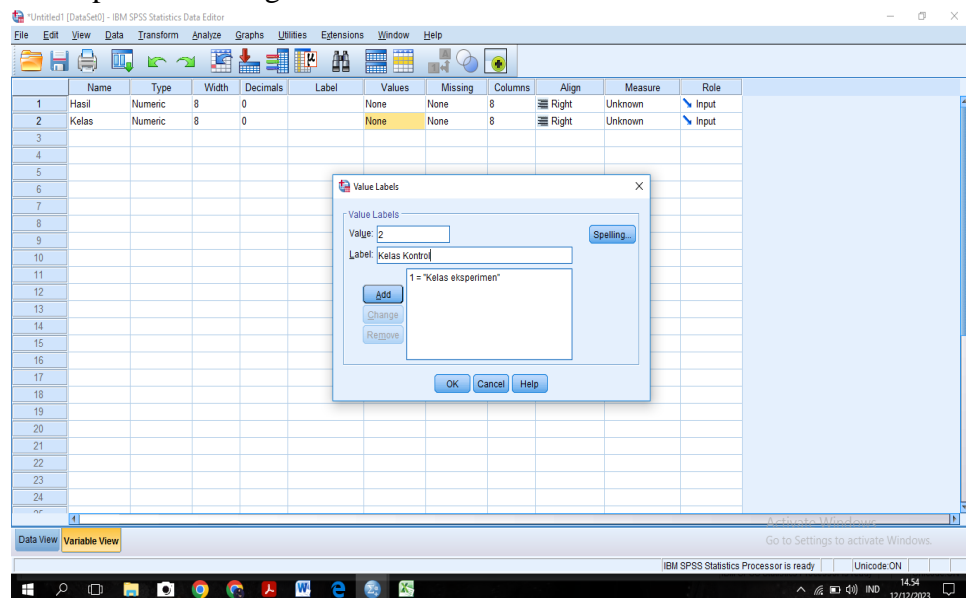 *Untitled1 [DataSet0] - IBM SPSS Statistics Data Editor
File Edit View Data Transform Analyze Graphs Utilities Extensions Window Help
Name Type Width Decimals Label Values Missing Columns Align Measure Role
1 Hasil Numeric 8 0 None None 8 Right Unknown Input
2 Kelas Numeric 8 0 None None 8 Right Unknown Input
3
4
5
6
7
8
9
10
11
12
13
14
15
16
17
18
19
20
21
22
23
24
Value Labels
Value Labels
Value: 2
Spelling...
Label: Kelas Kontrol
1 = "Kelas eksperimen"
Add
Change
Remove
OK Cancel Help
Data View Variable View
Activate Windows
Go to Settings to activate Windows.
IBM SPSS Statistics Processor is ready Unicode:ON
IND 14.54
12/12/2023